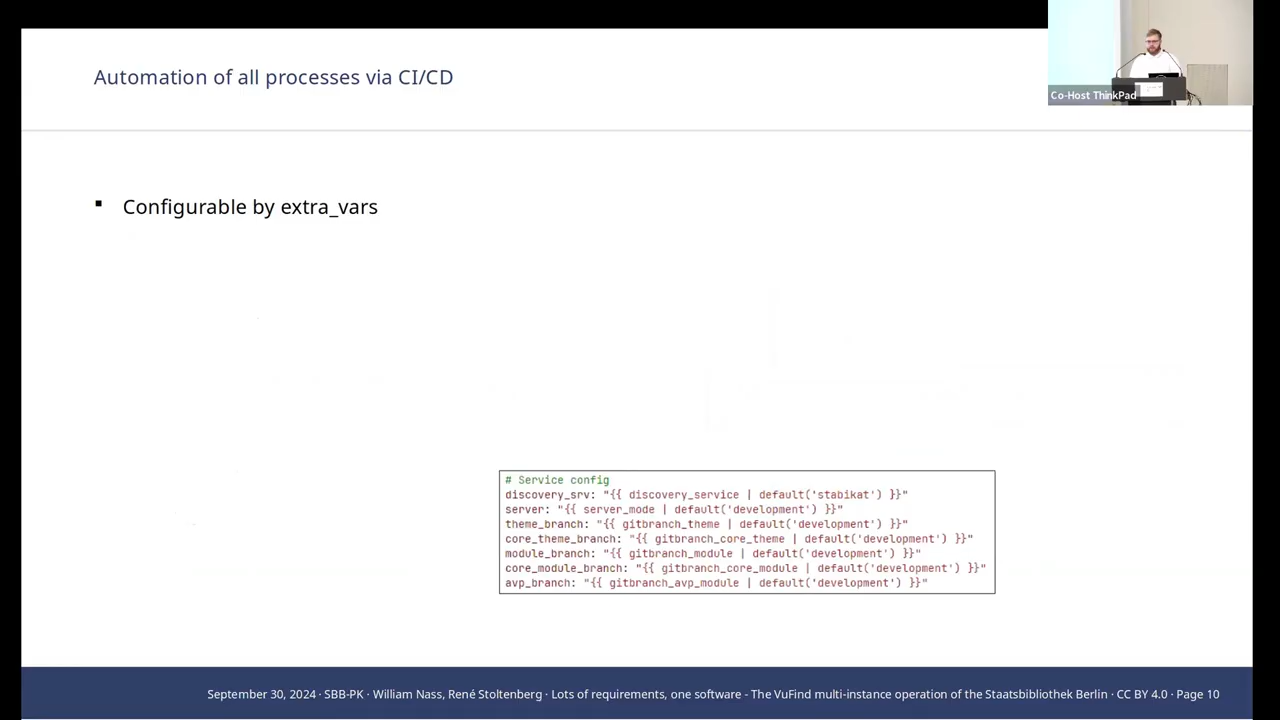 Automation of all processes via CI/CD
Co-Host ThinkPad
▪ Configurable by extra_vars
# Service config
discovery_srv: "{{ discovery_service | default('stabikat') }}"
server: "{{ server_mode | default('development') }}"
theme_branch: "{{ gitbranch_theme | default('development') }}"
core_theme_branch: "{{ gitbranch_core_theme | default('development') }}"
module_branch: "{{ gitbranch_module | default('development') }}"
core_module_branch: "{{ gitbranch_core_module | default('development') }}"
avp_branch: "{{ gitbranch_avp_module | default('development') }}"
September 30, 2024 · SBB-PK · William Nass, René Stoltenberg · Lots of requirements, one software - The VuFind multi-instance operation of the Staatsbibliothek Berlin · CC BY 4.0 · Page 10